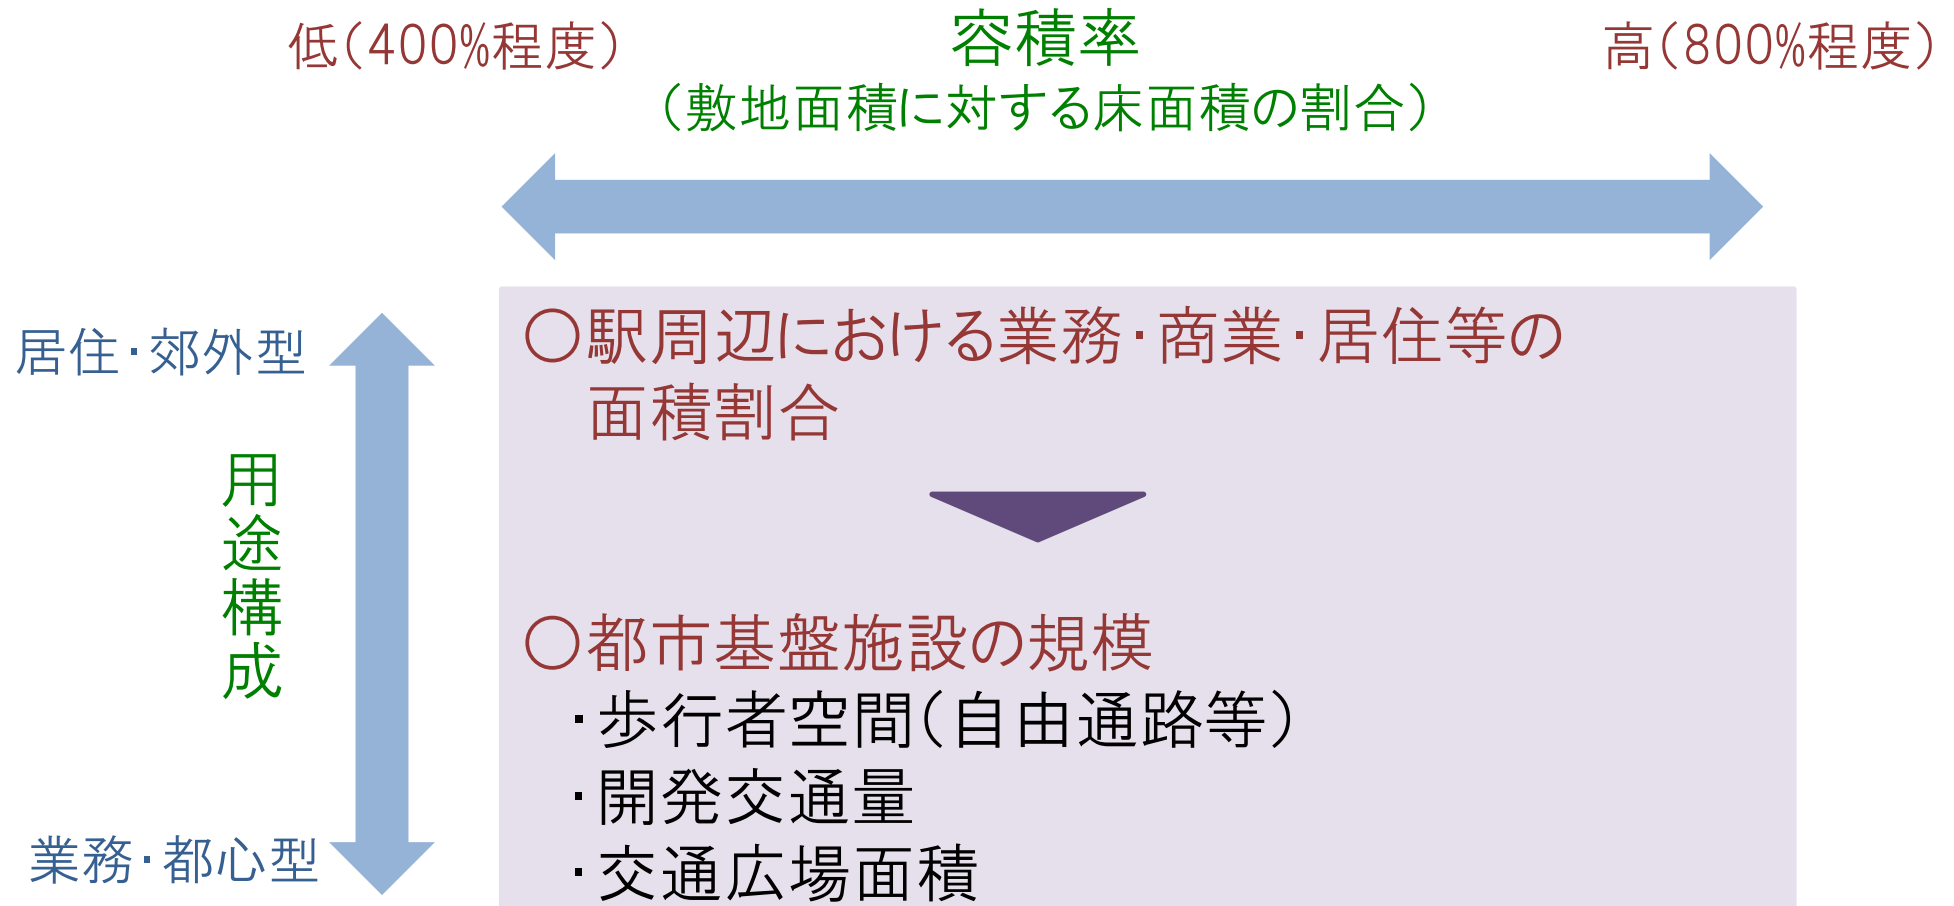 低(400%程度)
容積率
高(800%程度)
(敷地面積に対する床面積の割合)
居住・郊外型
用途構成
業務・都心型
○駅周辺における業務・商業・居住等の
面積割合
○都市基盤施設の規模
・歩行者空間(自由通路等)
・開発交通量
・交通広場面積